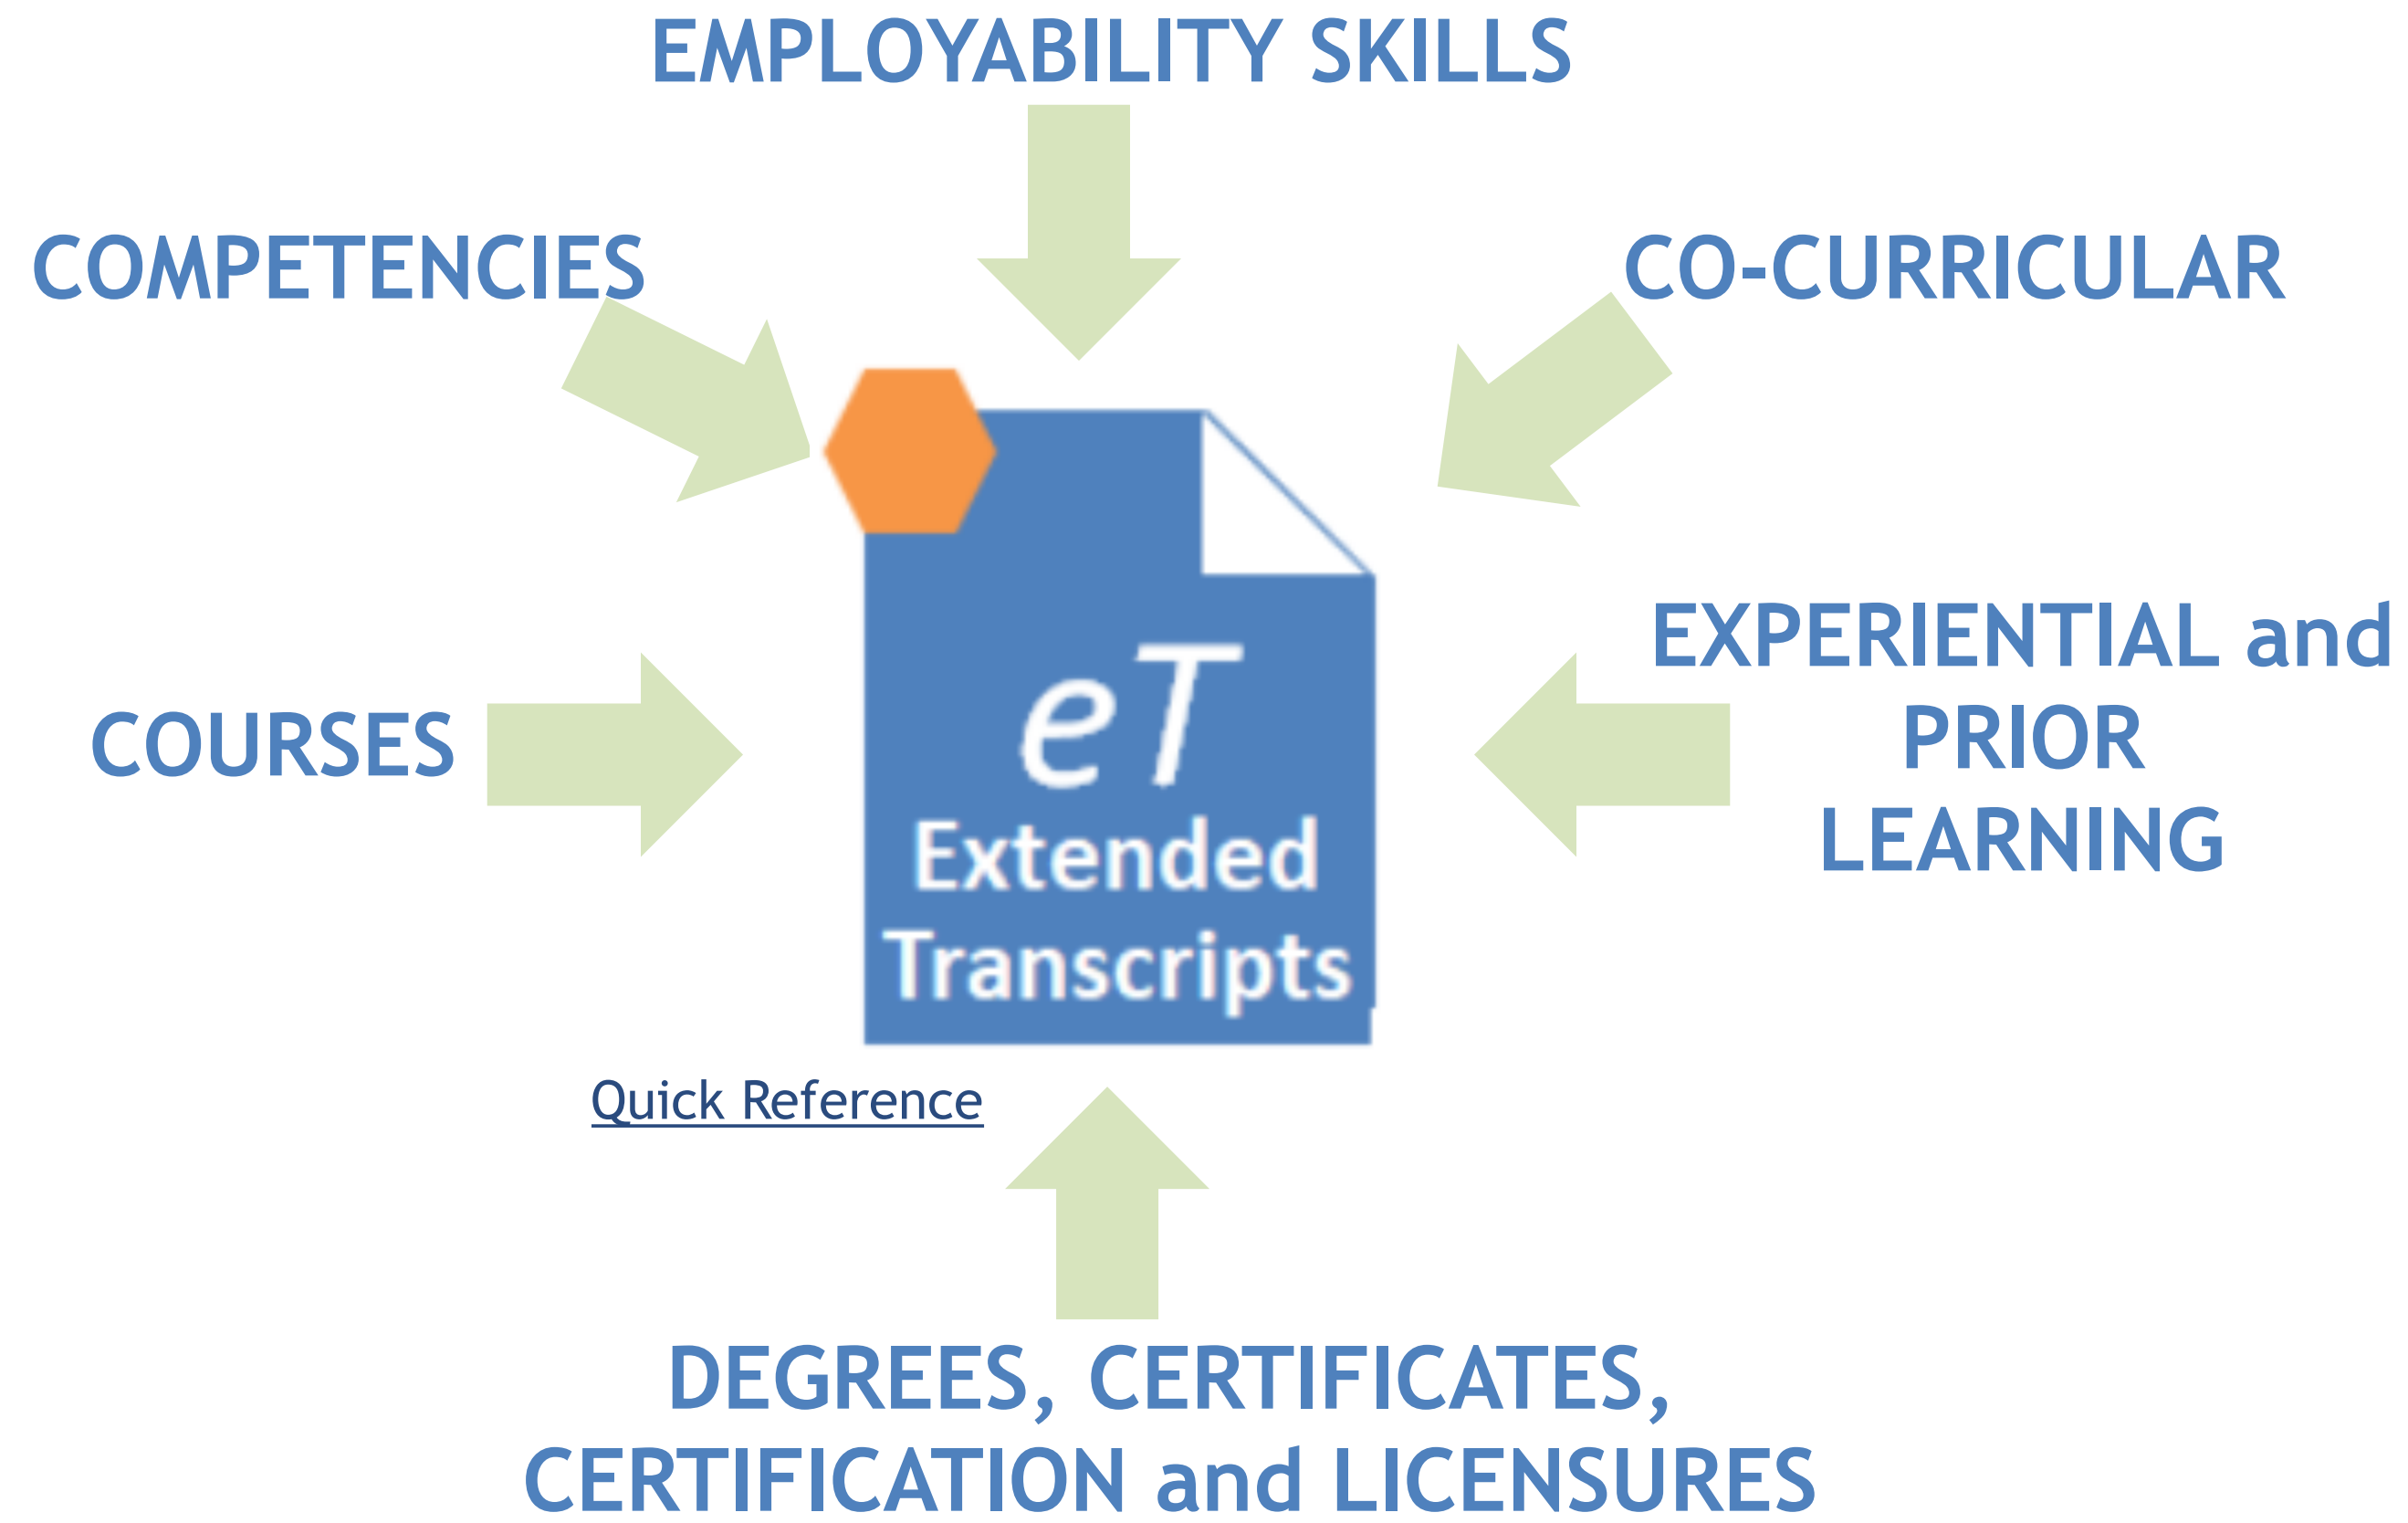 EMPLOYABILITY SKILLS
COMPETENCIES
CO-CURRICULAR
EXPERIENTIAL and
PRIOR
LEARNING
COURSES
eT
Extended
Transcripts
Quick Reference
DEGREES, CERTIFICATES,
CERTIFICATION and LICENSURES